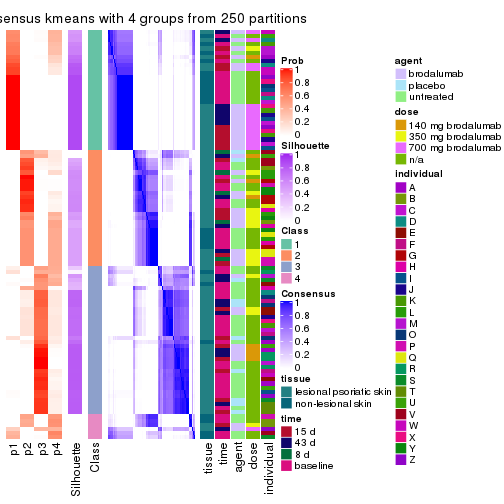 sensus kmeans with 4 groups from 250 partitions
Prob
1
0.8
0.6
0.4
0.2
0
Silhouette
1
0.8
0.6
0.4
0.2
0
Class
1
2
3
4
Consensus
1
0.8
0.6
0.4
0.2
0
tissue
lesional psoriatic skin
non-lesional skin
time
15 d
43 d
8 d
baseline
agent
brodalumab
placebo
untreated
dose
140 mg brodalumab
350 mg brodalumab
700 mg brodalumab
n/a
individual
A
B
C
D
E
F
G
H
I
J
K
L
M
O
P
Q
R
S
T
U
V
W
X
Y
Z
p1
p2
p3
p4
Silhouette
Class
tissue
time
agent
dose
individual